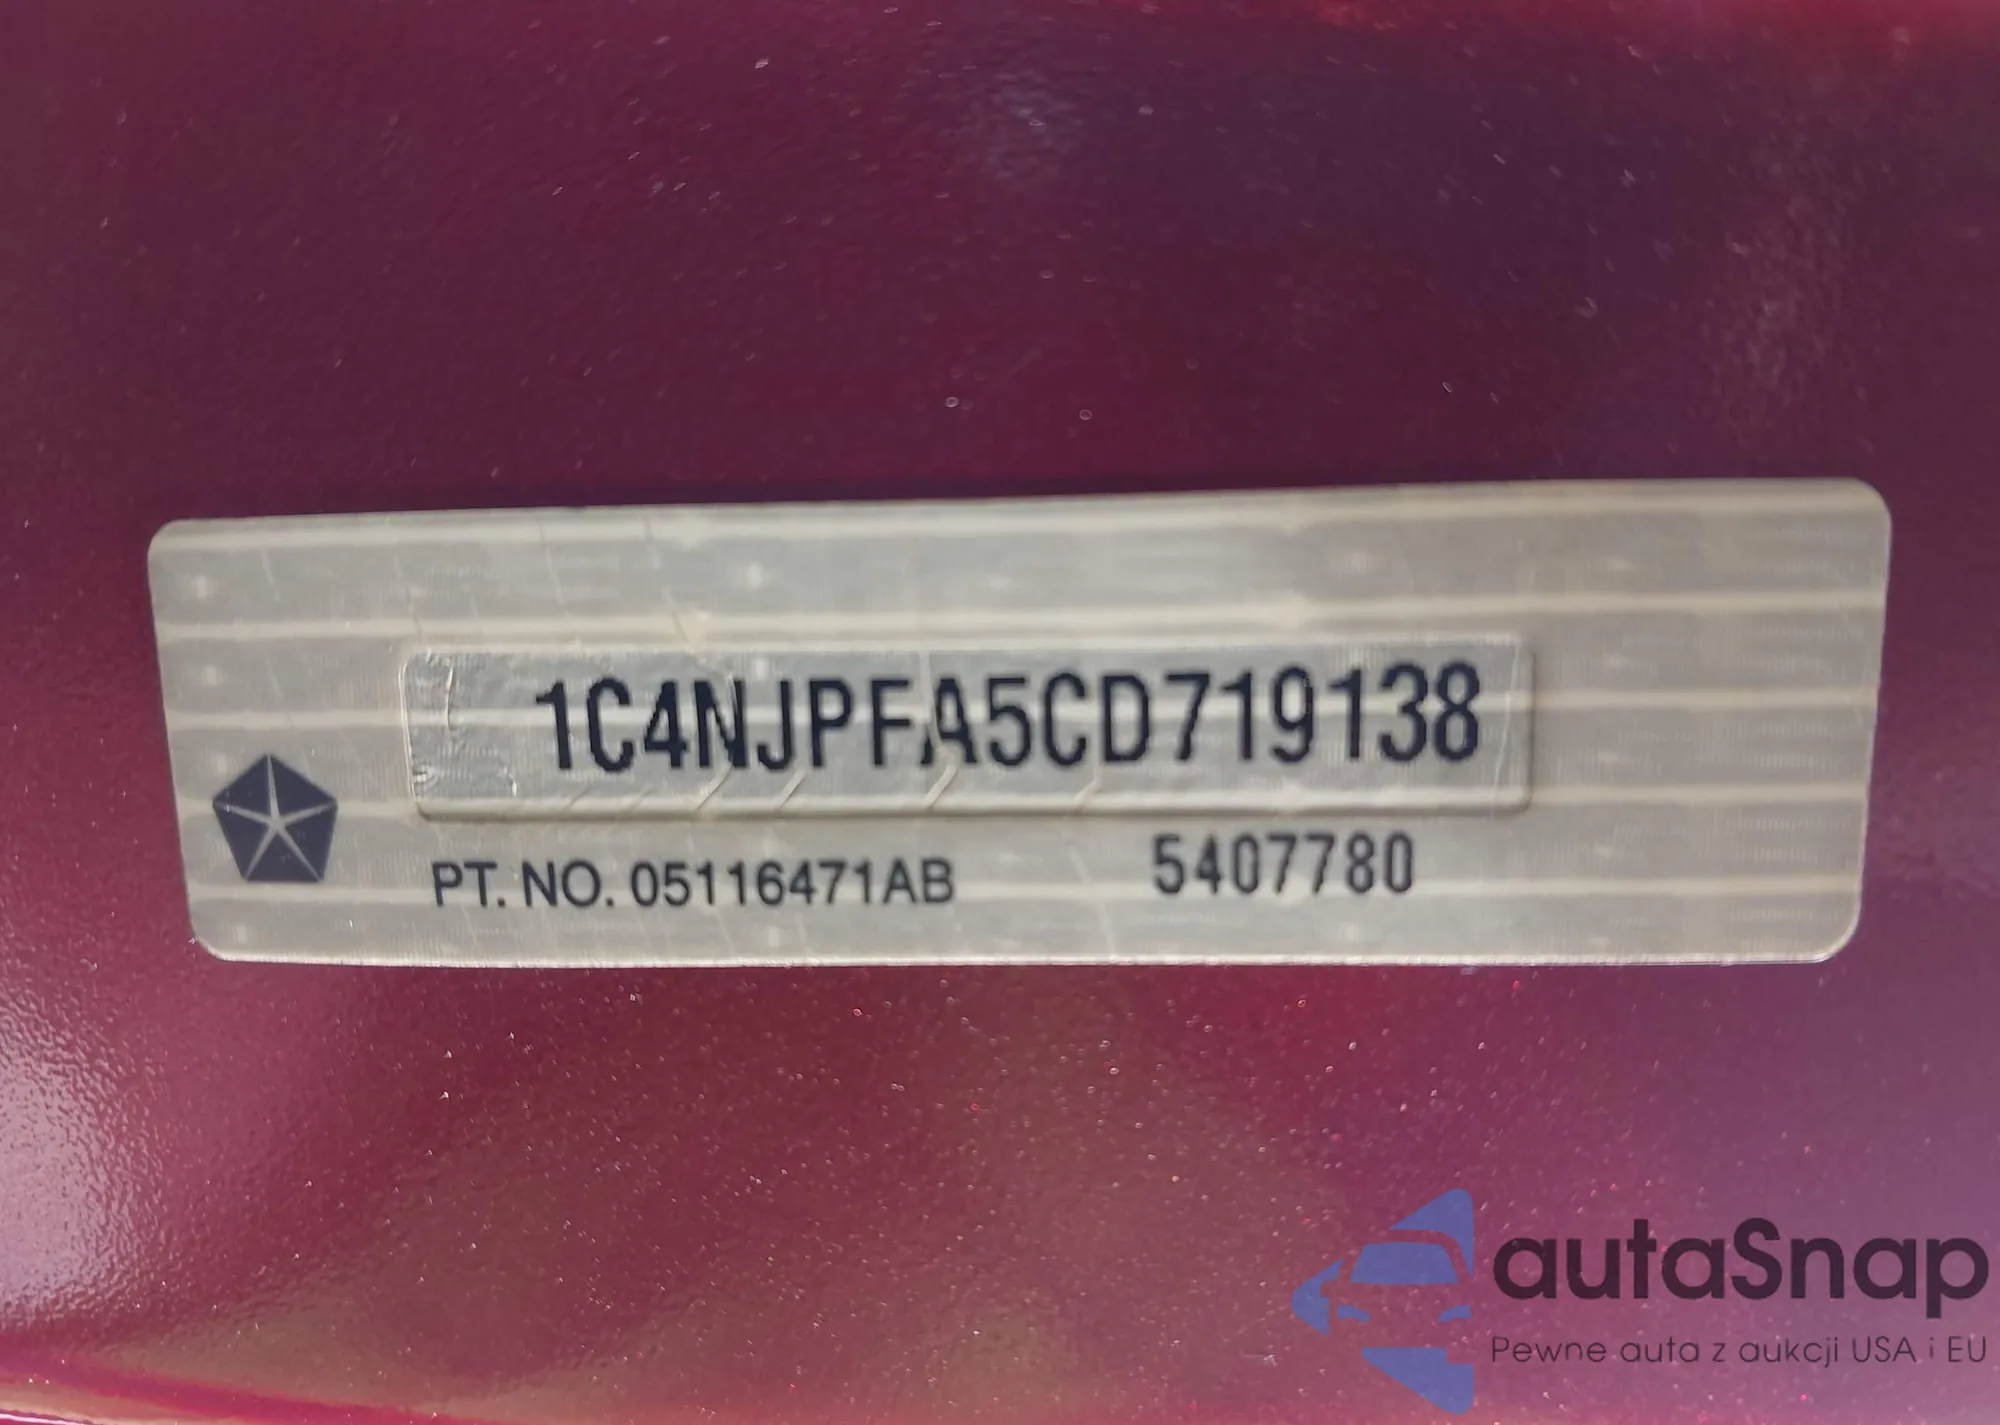 1C4NJPFA5CD719138
PT. NO. 05116471AB 5407780
autaSnap
Pewne auta z aukcji USA i EU